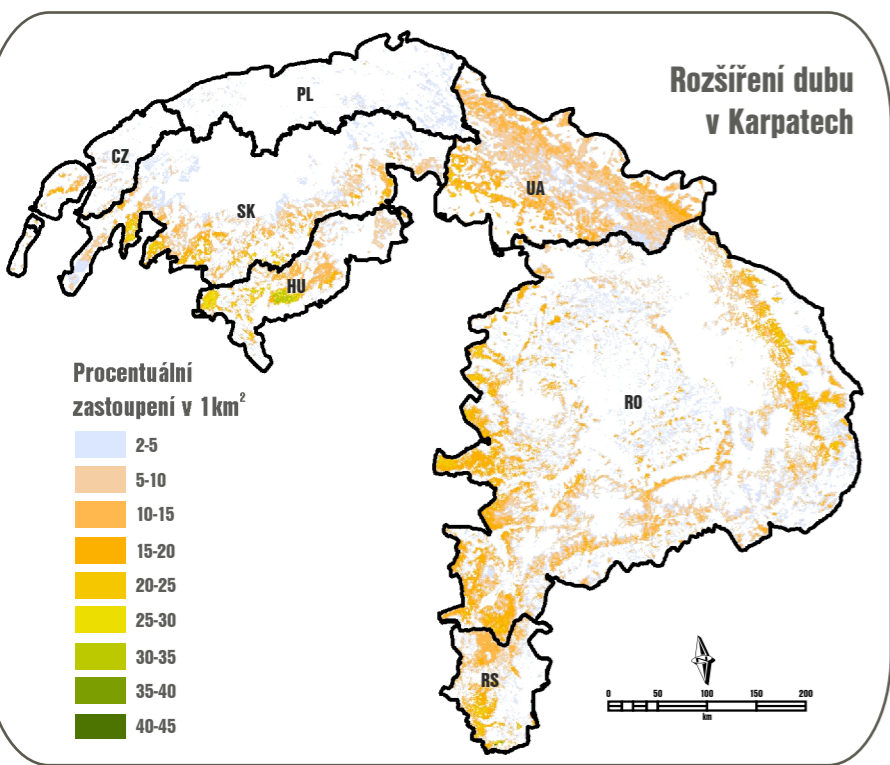 Rozšíření dubu
v Karpatech
PL
CZ
SK
UA
HU
RO
RS
Procentuální
zastoupení v 1km²
2-5
5-10
10-15
15-20
20-25
25-30
30-35
35-40
40-45
N
0 50 100 150 200
km